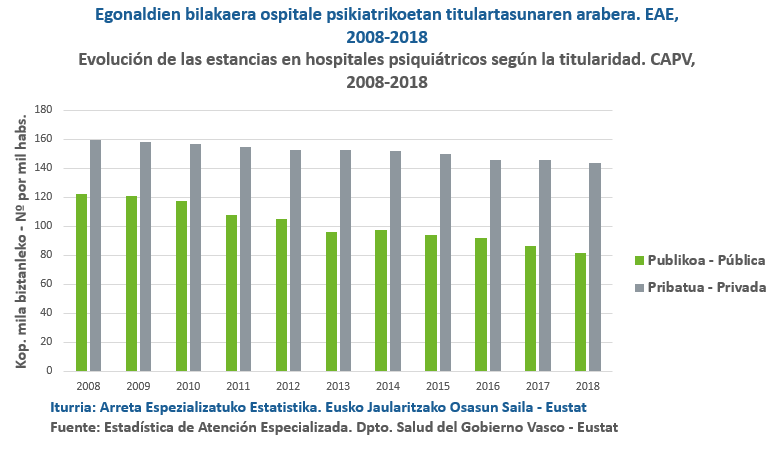 Egonaldien bilakaera ospitale psikiatrikoetan titulartasunaren arabera. EAE,
2008-2018
Evolución de las estancias en hospitales psiquiátricos según la titularidad. CAPV,
2008-2018
Kop. mila biztanleko - Nº por mil habs.
180
160
140
120
100
80
60
40
20
0
2008 2009 2010 2011 2012 2013 2014 2015 2016 2017 2018
Publikoa - Pública
Pribatua - Privada
Iturria: Arreta Espezializatuko Estatistika. Eusko Jaularitzako Osasun Saila - Eustat
Fuente: Estadística de Atención Especializada. Dpto. Salud del Gobierno Vasco - Eustat